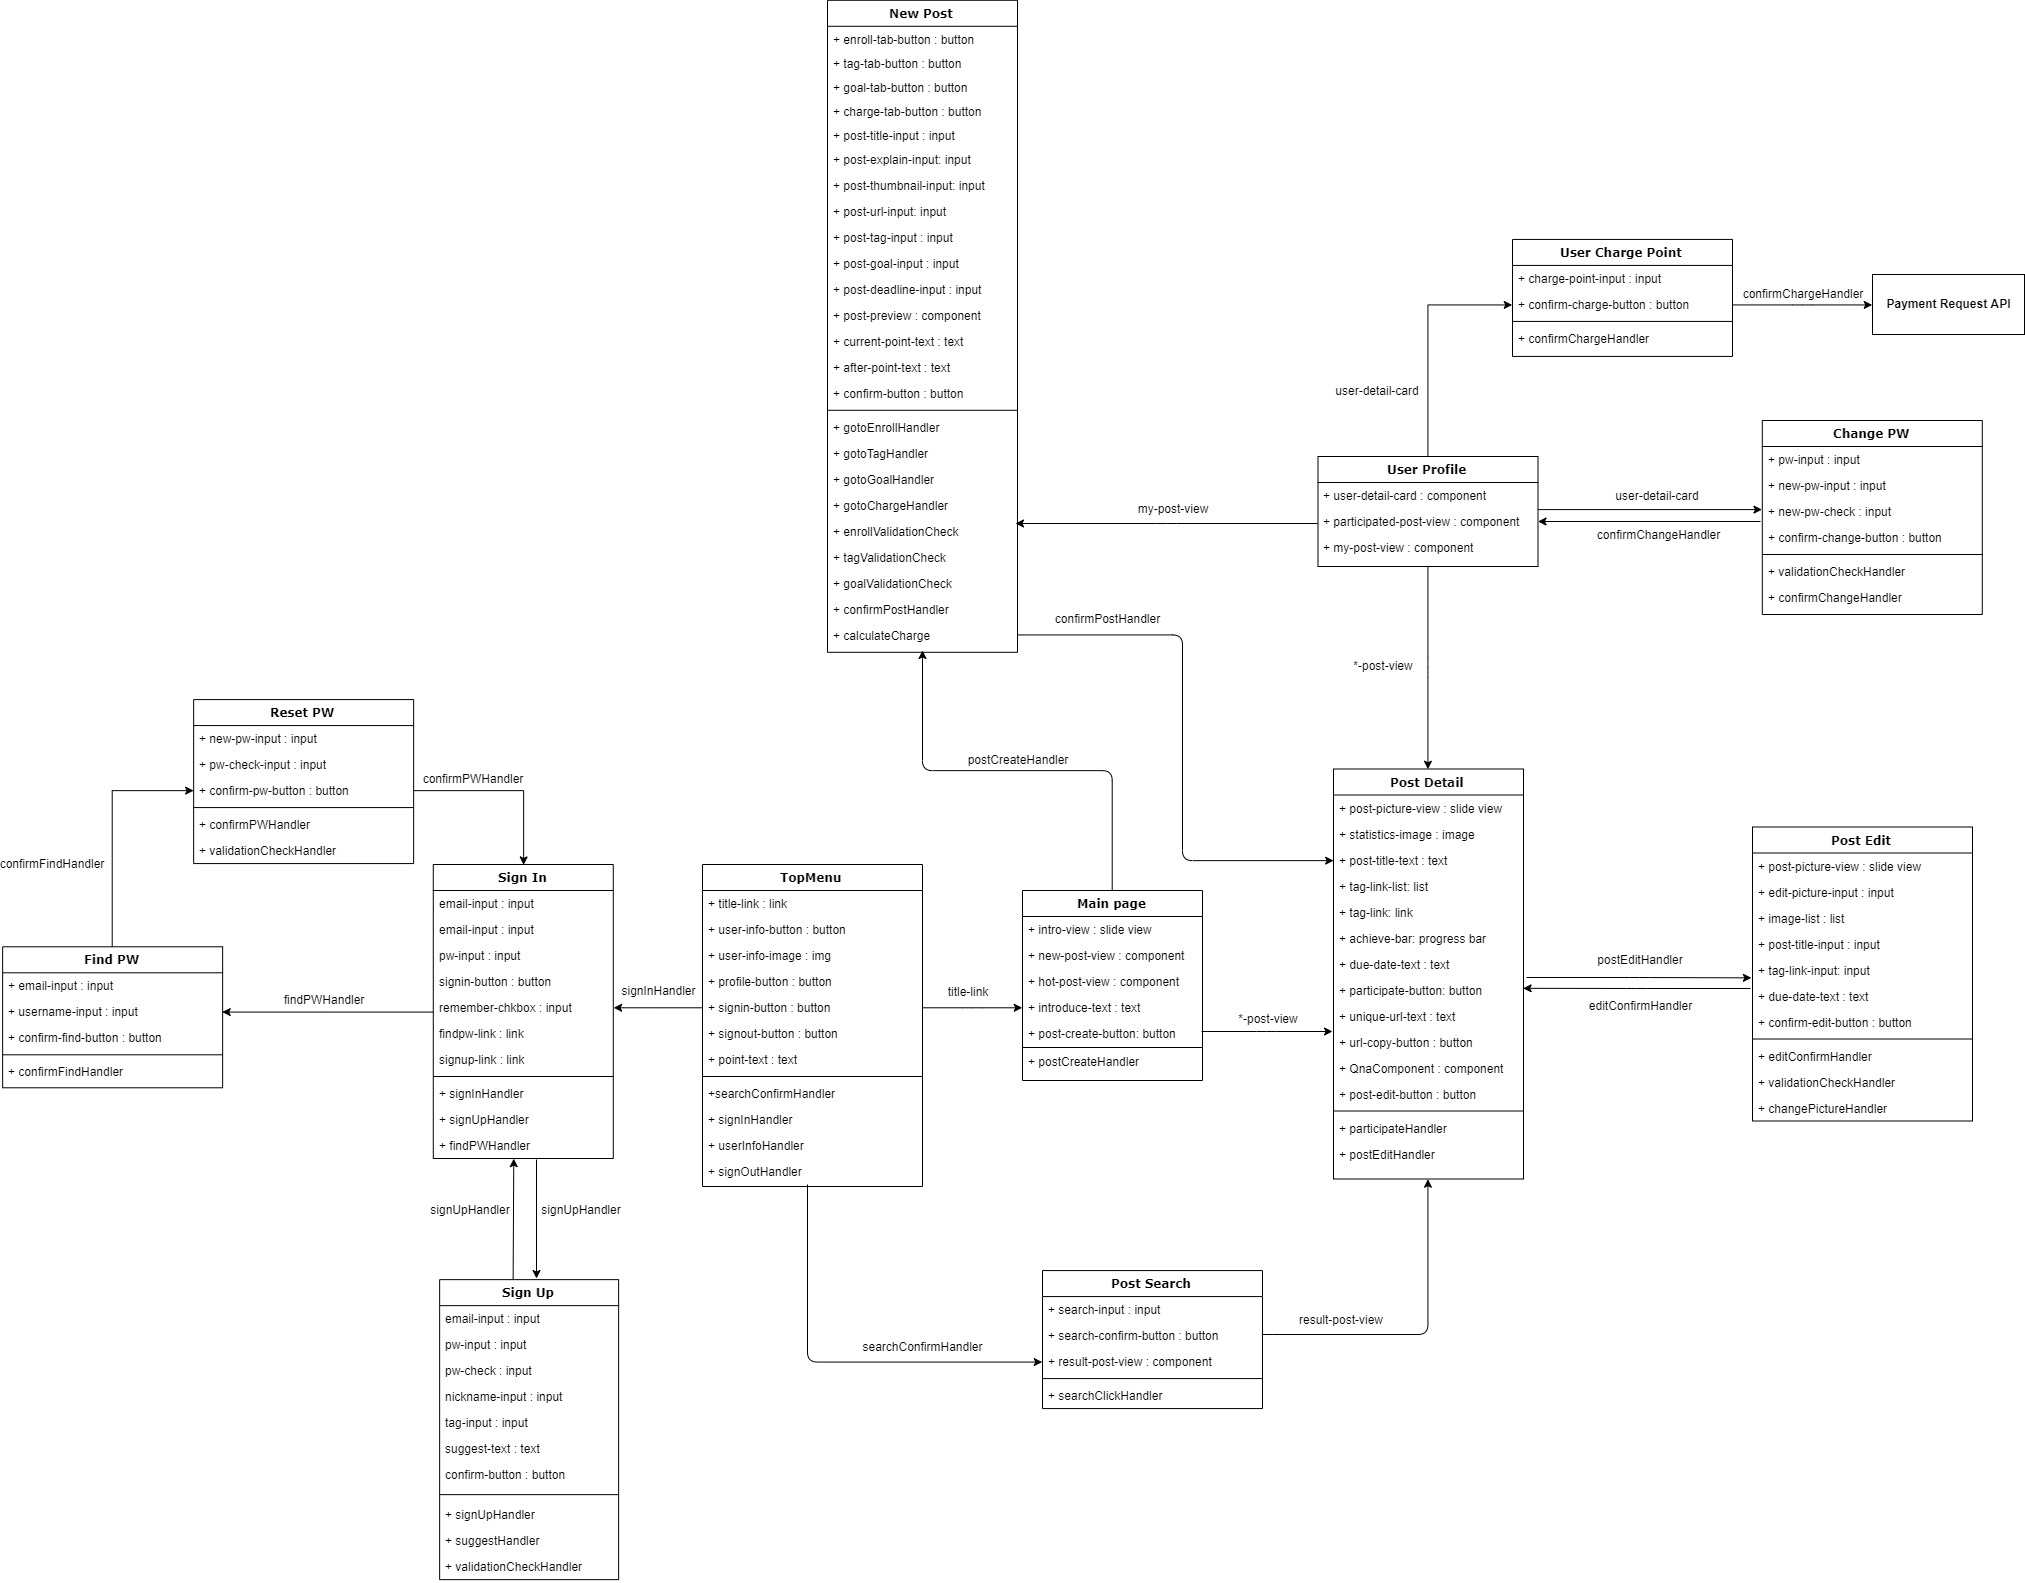 New Post
+ enroll-tab-button : button
+ tag-tab-button : button
+ goal-tab-button : button
+ charge-tab-button : button
+ post-title-input : input
+ post-explain-input: input
+ post-thumbnail-input: input
+ post-url-input: input
+ post-tag-input : input
+ post-goal-input : input
+ post-deadline-input : input
+ post-preview : component
+ current-point-text : text
+ after-point-text : text
+ confirm-button : button
+ gotoEnrollHandler
+ gotoTagHandler
+ gotoGoalHandler
+ gotoChargeHandler
+ enrollValidationCheck
+ tagValidationCheck
+ goalValidationCheck
+ confirmPostHandler
+ calculateCharge
User Charge Point
+ charge-point-input : input
+ confirm-charge-button : button
+ confirmChargeHandler
confirmChargeHandler
Payment Request API
user-detail-card
User Profile
+ user-detail-card : component
+ participated-post-view : component
+ my-post-view : component
my-post-view
user-detail-card
confirmChangeHandler
Change PW
+ pw-input : input
+ new-pw-input : input
+ new-pw-check : input
+ confirm-change-button : button
+ validationCheckHandler
+ confirmChangeHandler
confirmPostHandler
*-post-view
postCreateHandler
Reset PW
+ new-pw-input : input
+ pw-check-input : input
+ confirm-pw-button : button
+ confirmPWHandler
+ validationCheckHandler
confirmPWHandler
confirmFindHandler
Find PW
+ email-input : input
+ username-input : input
+ confirm-find-button : button
+ confirmFindHandler
findPWHandler
Sign In
email-input : input
email-input : input
pw-input : input
signin-button : button
remember-chkbox : input
findpw-link : link
signup-link : link
+ signInHandler
+ signUpHandler
+ findPWHandler
signInHandler
TopMenu
+ title-link : link
+ user-info-button : button
+ user-info-image : img
+ profile-button : button
+ signin-button : button
+ signout-button : button
+ point-text : text
+searchConfirmHandler
+ signInHandler
+ userInfoHandler
+ signOutHandler
title-link
Main page
+ intro-view : slide view
+ new-post-view : component
+ hot-post-view : component
+ introduce-text : text
+ post-create-button: button
+ postCreateHandler
*-post-view
Post Detail
+ post-picture-view : slide view
+ statistics-image : image
+ post-title-text : text
+ tag-link-list: list
+ tag-link: link
+ achieve-bar: progress bar
+ due-date-text : text
+ participate-button: button
+ unique-url-text : text
+ url-copy-button : button
+ QnaComponent : component
+ post-edit-button : button
+ participateHandler
+ postEditHandler
postEditHandler
editConfirmHandler
Post Edit
+ post-picture-view : slide view
+ edit-picture-input : input
+ image-list : list
+ post-title-input : input
+ tag-link-input: input
+ due-date-text : text
+ confirm-edit-button : button
+ editConfirmHandler
+ validationCheckHandler
+ changePictureHandler
signUpHandler
signUpHandler
Sign Up
email-input : input
pw-input : input
pw-check : input
nickname-input : input
tag-input : input
suggest-text : text
confirm-button : button
+ signUpHandler
+ suggestHandler
+ validationCheckHandler
searchConfirmHandler
Post Search
+ search-input : input
+ search-confirm-button : button
+ result-post-view : component
+ searchClickHandler
result-post-view